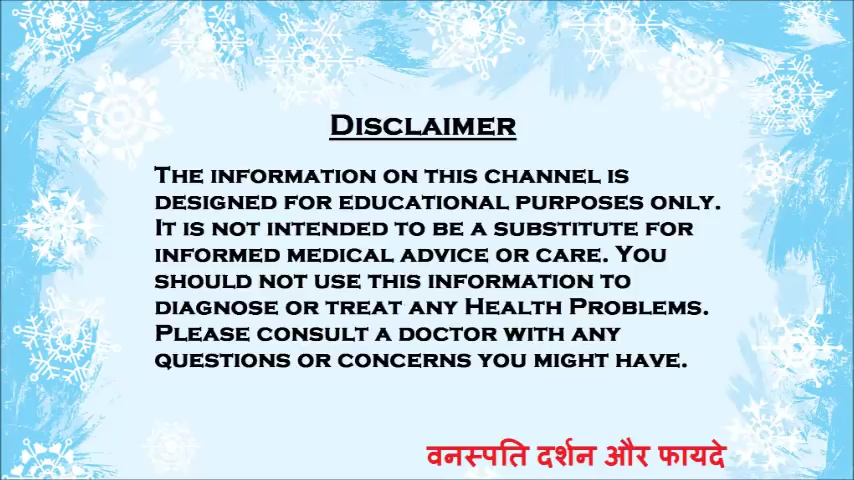 Disclaimer
The information on this channel is
designed for educational purposes only.
It is not intended to be a substitute for
informed medical advice or care. You
should not use this information to
diagnose or treat any Health Problems.
Please consult a doctor with any
questions or concerns you might have.
वनस्पति दर्शन और फायदे